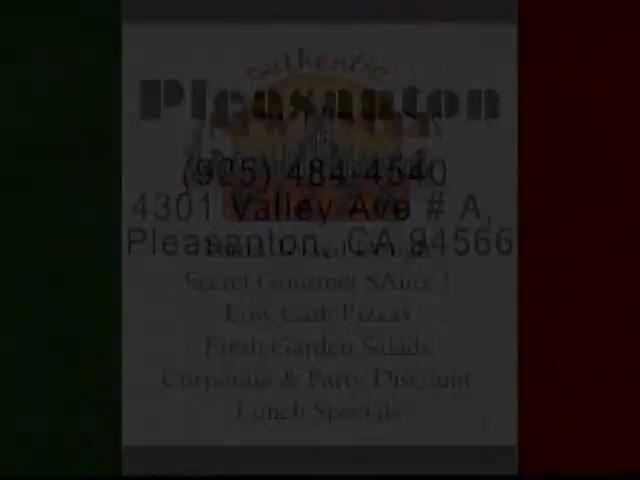 authentic
Pleasanton
(925) 484-4540
4301 Valley Ave # A,
Pleasanton, CA 94566
Secret Gourmet SAuce !
Low Carb Pizzas
Fresh Garden Salads
Corporate & Party Discount
Lunch Specials